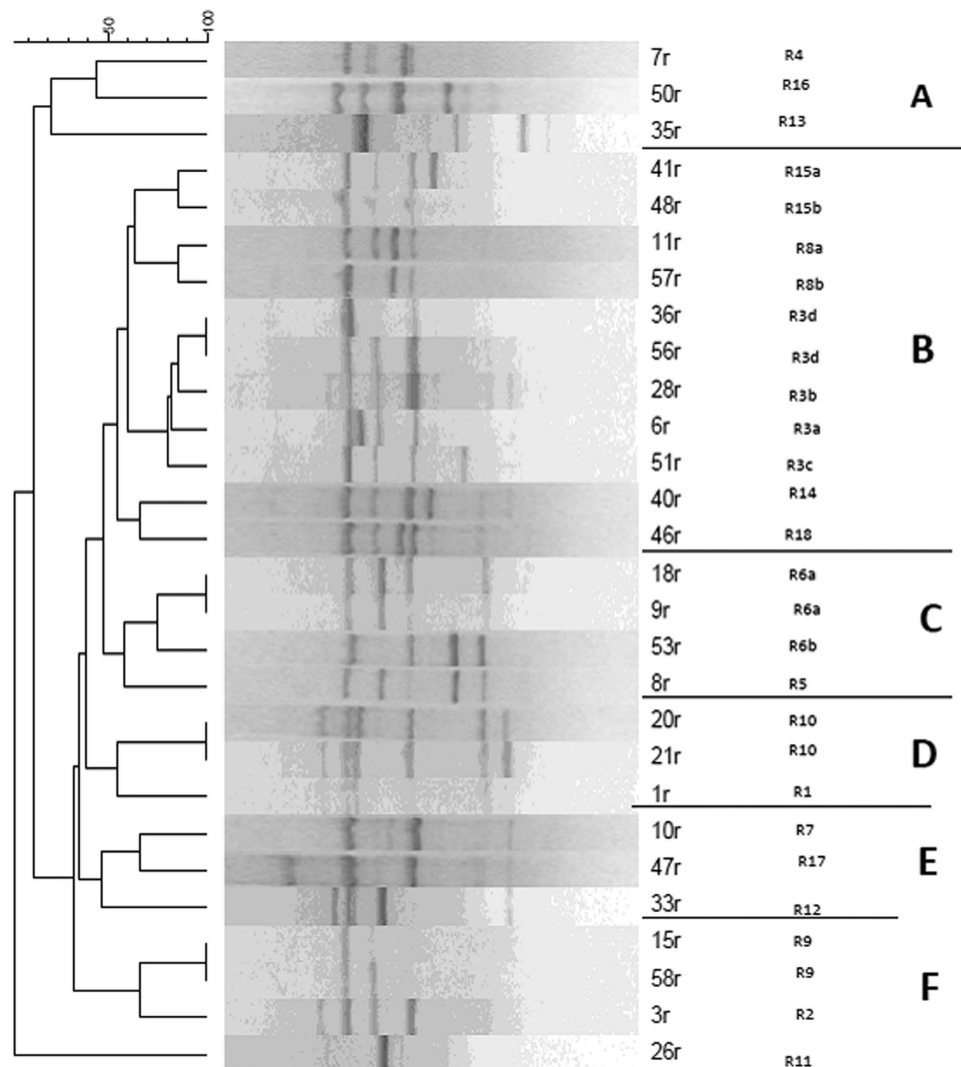 50 100
7r R4
50r R16 A
35r R13
41r R15a
48r R15b
11r R8a
57r R8b
36r R3d
B
56r R3d
28r R3b
6r R3a
51r R3c
40r R14
46r R18
18r R6a
9r R6a C
53r R6b
8r R5
20r R10
21r R10 D
1r R1
10r R7
47r R17 E
33r R12
15r R9
58r R9 F
3r R2
26r R11